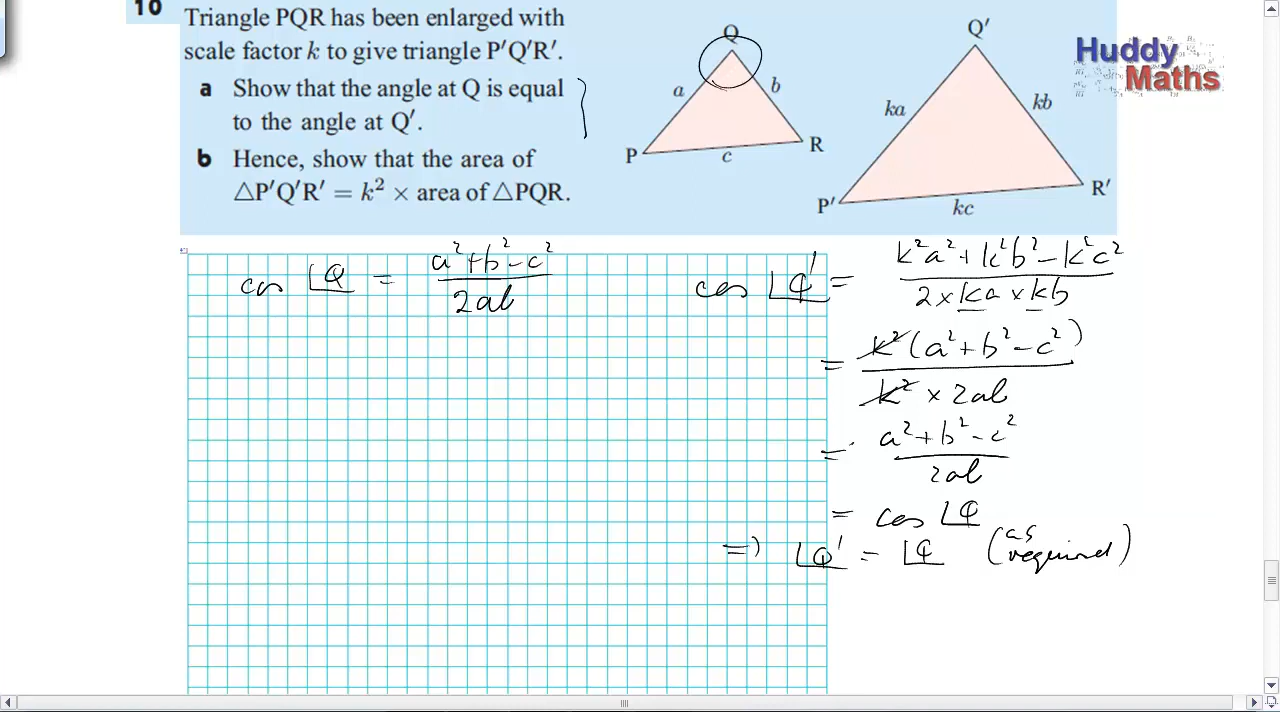 10 Triangle PQR has been enlarged with
scale factor k to give triangle P′Q′R′.
a Show that the angle at Q is equal
to the angle at Q′.
b Hence, show that the area of
△P′Q′R′ = k² × area of △PQR.
Q
a
b
P
R
c
Q′
ka
kb
P′
R′
kc
Huddy
Maths
cos ∠Q = (a² + b² - c²) / 2ab
cos ∠Q' = (k²a² + k²b² - k²c²) / (2 × ka × kb)
= k²(a² + b² - c²) / (k² × 2ab)
= (a² + b² - c²) / 2ab
= cos ∠Q
=) ∠Q' = ∠Q (as required)